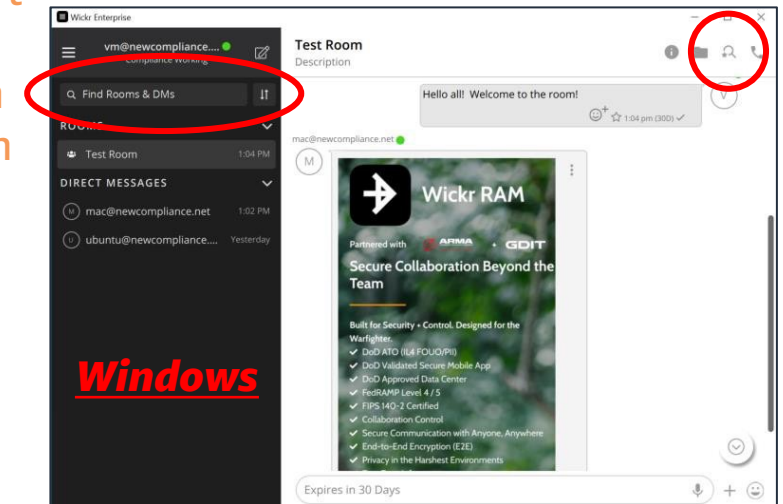 Wickr Enterprise
vm@newcompliance....
Compliance Working
Test Room
Description
Find Rooms & DMs
Hello all! Welcome to the room!
V
1:04 pm (30D)
ROOMS
Test Room 1:04 PM
mac@newcompliance.net
M
DIRECT MESSAGES
M mac@newcompliance.net 1:02 PM
U ubuntu@newcompliance.... Yesterday
Wickr RAM
Partnered with ARMA + GDIT
Secure Collaboration Beyond the
Team
Built for Security + Control. Designed for the
Warfighter.
✓ DoD ATO (IL4 FOUO/PII)
✓ DoD Validated Secure Mobile App
✓ DoD Approved Data Center
✓ FedRAMP Level 4 / 5
✓ FIPS 140-2 Certified
✓ Collaboration Control
✓ Secure Communication with Anyone, Anywhere
✓ End-to-End Encryption (E2E)
✓ Privacy in the Harshest Environments
Windows
Expires in 30 Days